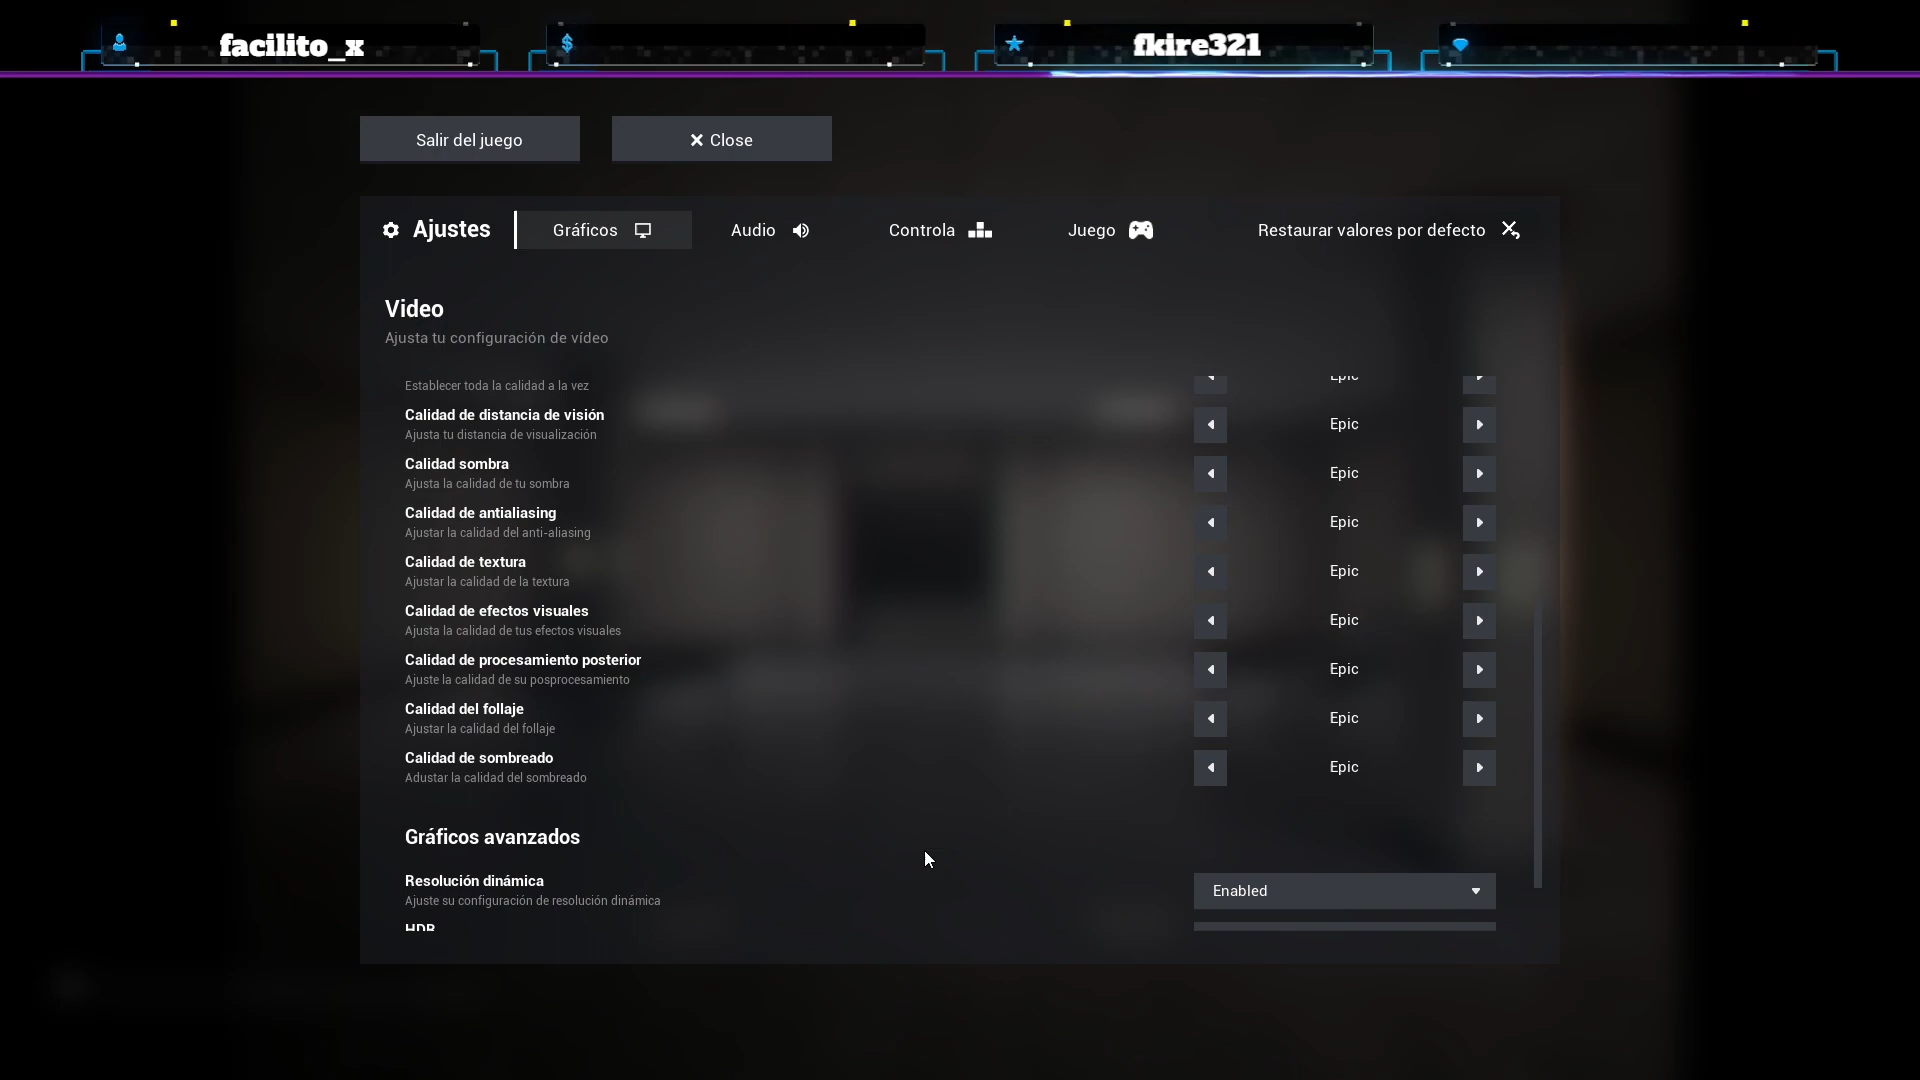 facilito_x
fkire321
Salir del juego
Close
Ajustes
Gráficos
Audio
Controla
Juego
Restaurar valores por defecto
Video
Ajusta tu configuración de vídeo
Establecer toda la calidad a la vez
Epic
Calidad de distancia de visión
Ajusta tu distancia de visualización
Epic
Calidad sombra
Ajusta la calidad de tu sombra
Epic
Calidad de antialiasing
Ajustar la calidad del anti-aliasing
Epic
Calidad de textura
Ajustar la calidad de la textura
Epic
Calidad de efectos visuales
Ajusta la calidad de tus efectos visuales
Epic
Calidad de procesamiento posterior
Ajuste la calidad de su posprocesamiento
Epic
Calidad del follaje
Ajustar la calidad del follaje
Epic
Calidad de sombreado
Adustar la calidad del sombreado
Epic
Gráficos avanzados
Resolución dinámica
Ajuste su configuración de resolución dinámica
Enabled